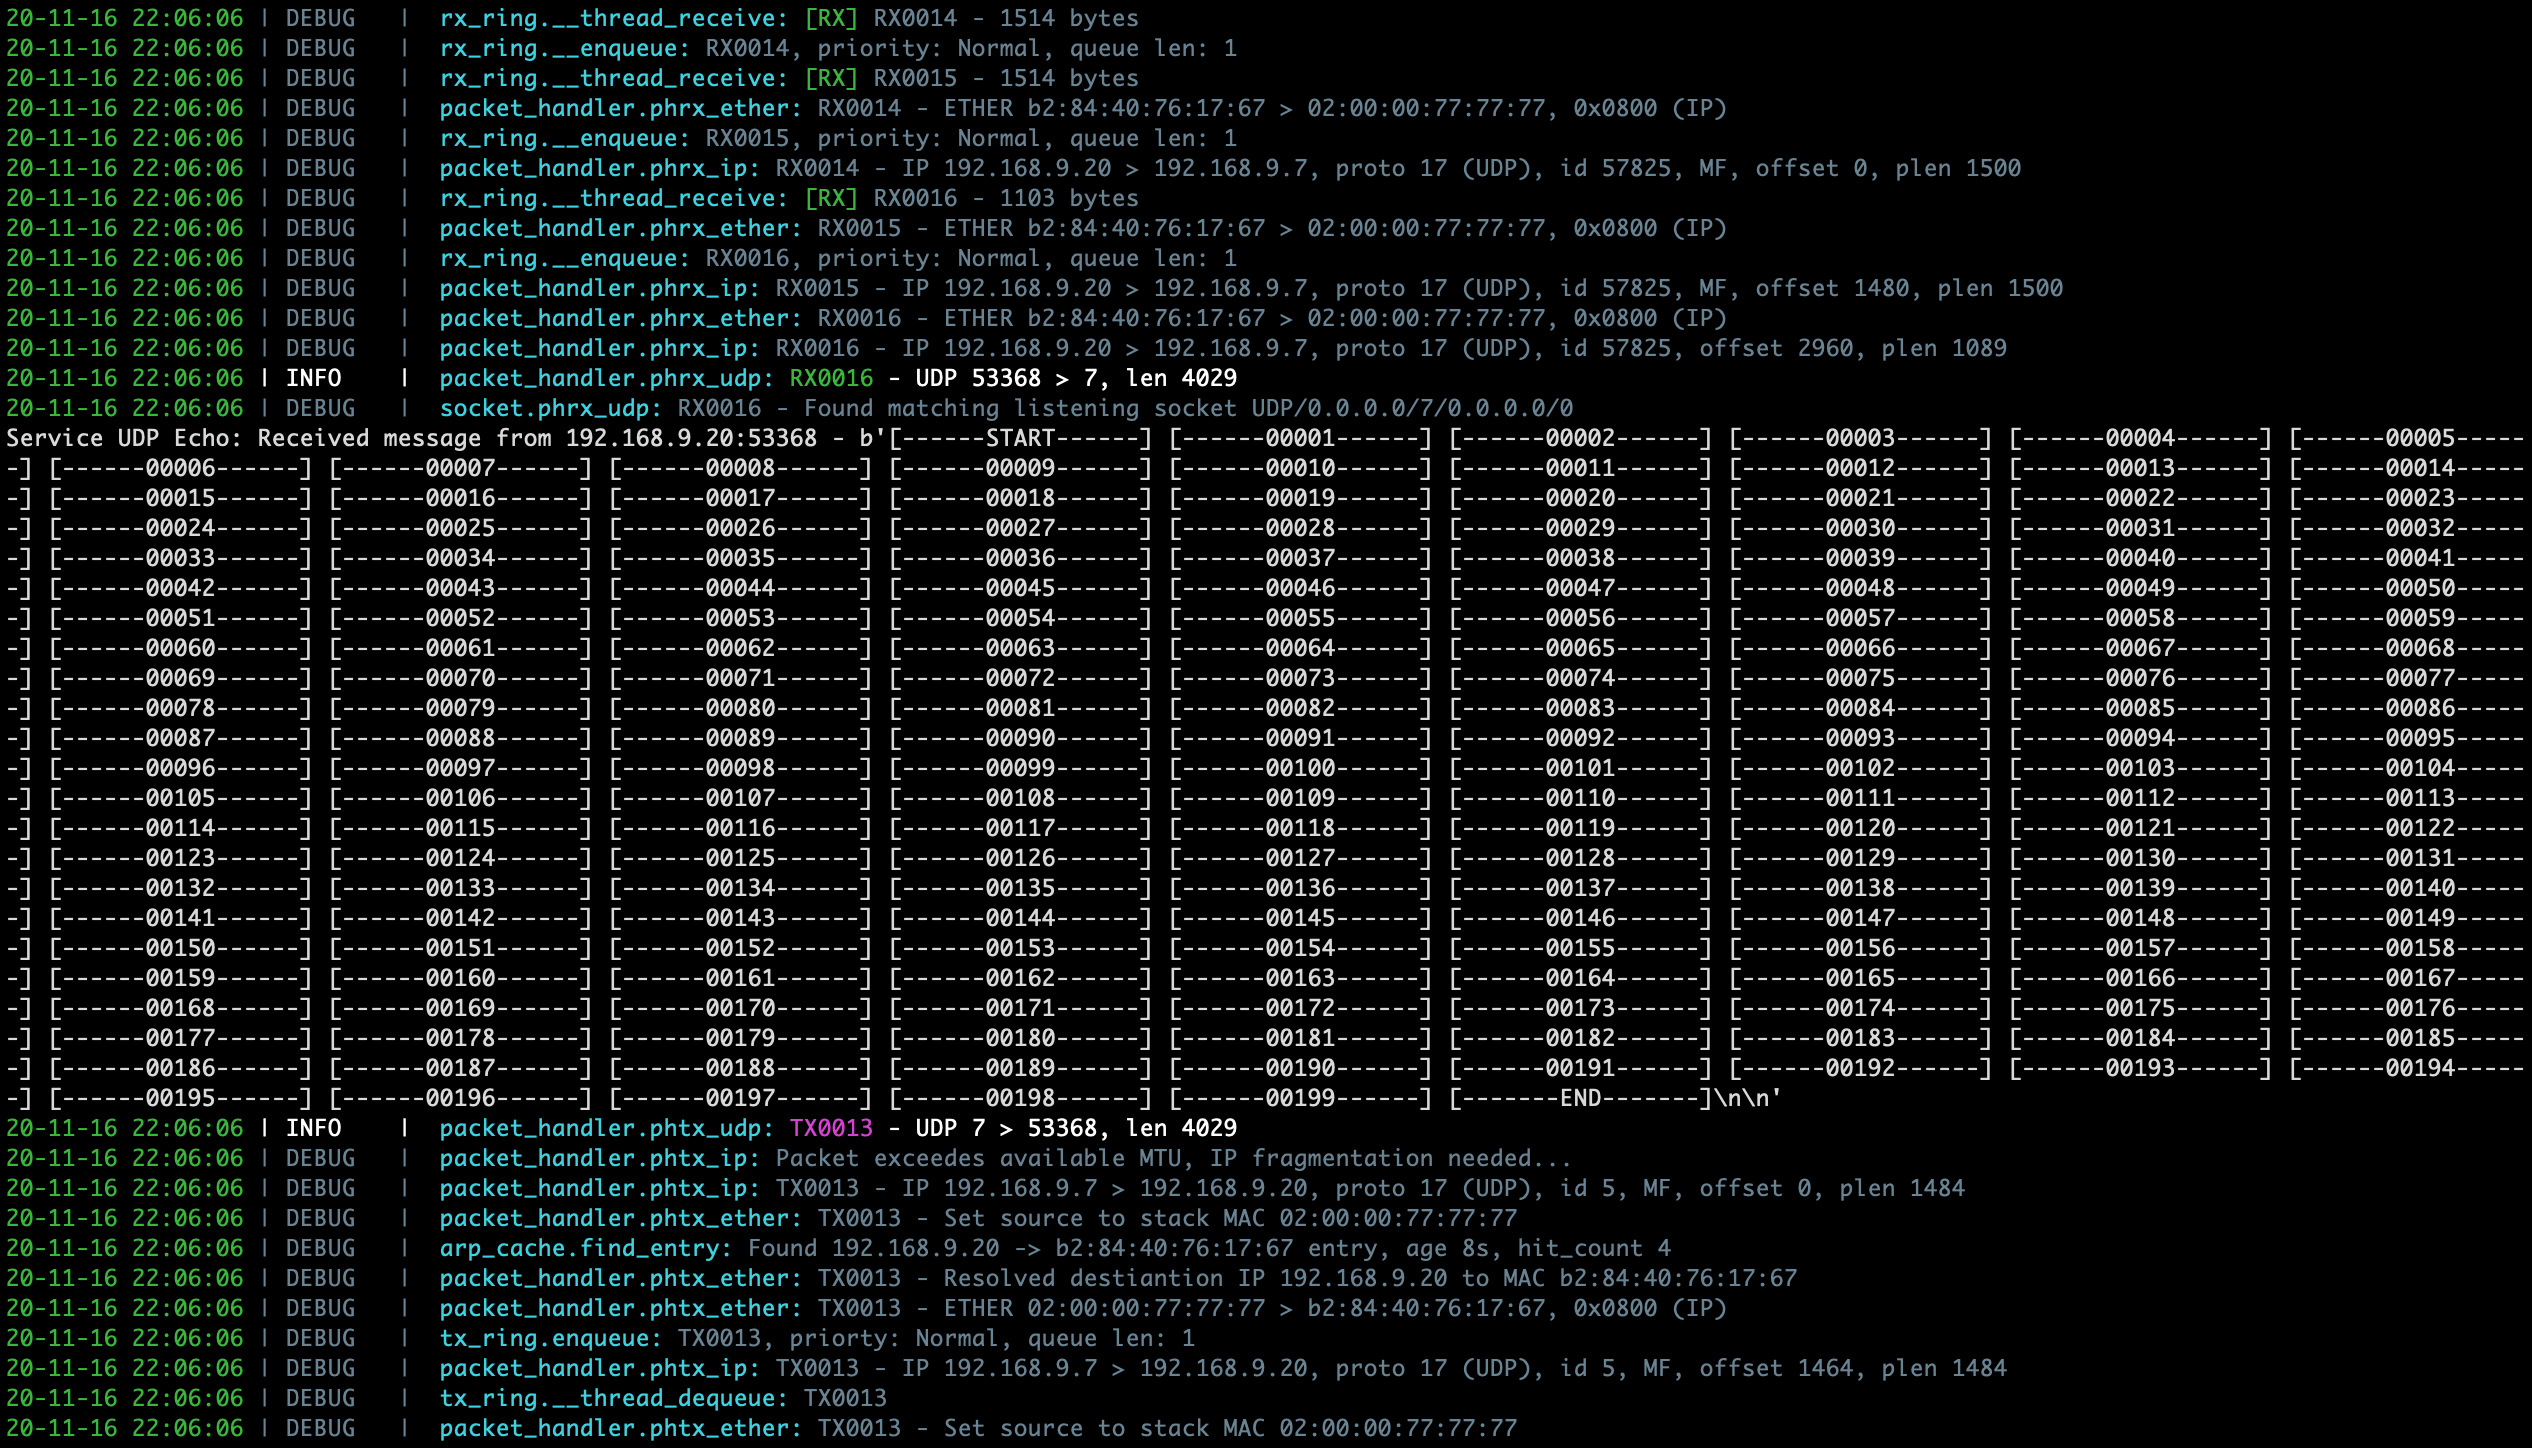 20-11-16 22:06:06 | DEBUG   |  rx_ring.__thread_receive: [RX] RX0014 - 1514 bytes
20-11-16 22:06:06 | DEBUG   |  rx_ring.__enqueue: RX0014, priority: Normal, queue len: 1
20-11-16 22:06:06 | DEBUG   |  rx_ring.__thread_receive: [RX] RX0015 - 1514 bytes
20-11-16 22:06:06 | DEBUG   |  packet_handler.phrx_ether: RX0014 - ETHER b2:84:40:76:17:67 > 02:00:00:77:77:77, 0x0800 (IP)
20-11-16 22:06:06 | DEBUG   |  rx_ring.__enqueue: RX0015, priority: Normal, queue len: 1
20-11-16 22:06:06 | DEBUG   |  packet_handler.phrx_ip: RX0014 - IP 192.168.9.20 > 192.168.9.7, proto 17 (UDP), id 57825, MF, offset 0, plen 1500
20-11-16 22:06:06 | DEBUG   |  rx_ring.__thread_receive: [RX] RX0016 - 1103 bytes
20-11-16 22:06:06 | DEBUG   |  packet_handler.phrx_ether: RX0015 - ETHER b2:84:40:76:17:67 > 02:00:00:77:77:77, 0x0800 (IP)
20-11-16 22:06:06 | DEBUG   |  rx_ring.__enqueue: RX0016, priority: Normal, queue len: 1
20-11-16 22:06:06 | DEBUG   |  packet_handler.phrx_ip: RX0015 - IP 192.168.9.20 > 192.168.9.7, proto 17 (UDP), id 57825, MF, offset 1480, plen 1500
20-11-16 22:06:06 | DEBUG   |  packet_handler.phrx_ether: RX0016 - ETHER b2:84:40:76:17:67 > 02:00:00:77:77:77, 0x0800 (IP)
20-11-16 22:06:06 | DEBUG   |  packet_handler.phrx_ip: RX0016 - IP 192.168.9.20 > 192.168.9.7, proto 17 (UDP), id 57825, offset 2960, plen 1089
20-11-16 22:06:06 | INFO    |  packet_handler.phrx_udp: RX0016 - UDP 53368 > 7, len 4029
20-11-16 22:06:06 | DEBUG   |  socket.phrx_udp: RX0016 - Found matching listening socket UDP/0.0.0.0/7/0.0.0.0/0
Service UDP Echo: Received message from 192.168.9.20:53368 - b'[------START------] [------00001------] [------00002------] [------00003------] [------00004------] [------00005-----
-] [------00006------] [------00007------] [------00008------] [------00009------] [------00010------] [------00011------] [------00012------] [------00013------] [------00014-----
-] [------00015------] [------00016------] [------00017------] [------00018------] [------00019------] [------00020------] [------00021------] [------00022------] [------00023-----
-] [------00024------] [------00025------] [------00026------] [------00027------] [------00028------] [------00029------] [------00030------] [------00031------] [------00032-----
-] [------00033------] [------00034------] [------00035------] [------00036------] [------00037------] [------00038------] [------00039------] [------00040------] [------00041-----
-] [------00042------] [------00043------] [------00044------] [------00045------] [------00046------] [------00047------] [------00048------] [------00049------] [------00050-----
-] [------00051------] [------00052------] [------00053------] [------00054------] [------00055------] [------00056------] [------00057------] [------00058------] [------00059-----
-] [------00060------] [------00061------] [------00062------] [------00063------] [------00064------] [------00065------] [------00066------] [------00067------] [------00068-----
-] [------00069------] [------00070------] [------00071------] [------00072------] [------00073------] [------00074------] [------00075------] [------00076------] [------00077-----
-] [------00078------] [------00079------] [------00080------] [------00081------] [------00082------] [------00083------] [------00084------] [------00085------] [------00086-----
-] [------00087------] [------00088------] [------00089------] [------00090------] [------00091------] [------00092------] [------00093------] [------00094------] [------00095-----
-] [------00096------] [------00097------] [------00098------] [------00099------] [------00100------] [------00101------] [------00102------] [------00103------] [------00104-----
-] [------00105------] [------00106------] [------00107------] [------00108------] [------00109------] [------00110------] [------00111------] [------00112------] [------00113-----
-] [------00114------] [------00115------] [------00116------] [------00117------] [------00118------] [------00119------] [------00120------] [------00121------] [------00122-----
-] [------00123------] [------00124------] [------00125------] [------00126------] [------00127------] [------00128------] [------00129------] [------00130------] [------00131-----
-] [------00132------] [------00133------] [------00134------] [------00135------] [------00136------] [------00137------] [------00138------] [------00139------] [------00140-----
-] [------00141------] [------00142------] [------00143------] [------00144------] [------00145------] [------00146------] [------00147------] [------00148------] [------00149-----
-] [------00150------] [------00151------] [------00152------] [------00153------] [------00154------] [------00155------] [------00156------] [------00157------] [------00158-----
-] [------00159------] [------00160------] [------00161------] [------00162------] [------00163------] [------00164------] [------00165------] [------00166------] [------00167-----
-] [------00168------] [------00169------] [------00170------] [------00171------] [------00172------] [------00173------] [------00174------] [------00175------] [------00176-----
-] [------00177------] [------00178------] [------00179------] [------00180------] [------00181------] [------00182------] [------00183------] [------00184------] [------00185-----
-] [------00186------] [------00187------] [------00188------] [------00189------] [------00190------] [------00191------] [------00192------] [------00193------] [------00194-----
-] [------00195------] [------00196------] [------00197------] [------00198------] [------00199------] [-------END-------]\n\n'
20-11-16 22:06:06 | INFO    |  packet_handler.phtx_udp: TX0013 - UDP 7 > 53368, len 4029
20-11-16 22:06:06 | DEBUG   |  packet_handler.phtx_ip: Packet exceedes available MTU, IP fragmentation needed...
20-11-16 22:06:06 | DEBUG   |  packet_handler.phtx_ip: TX0013 - IP 192.168.9.7 > 192.168.9.20, proto 17 (UDP), id 5, MF, offset 0, plen 1484
20-11-16 22:06:06 | DEBUG   |  packet_handler.phtx_ether: TX0013 - Set source to stack MAC 02:00:00:77:77:77
20-11-16 22:06:06 | DEBUG   |  arp_cache.find_entry: Found 192.168.9.20 -> b2:84:40:76:17:67 entry, age 8s, hit_count 4
20-11-16 22:06:06 | DEBUG   |  packet_handler.phtx_ether: TX0013 - Resolved destiantion IP 192.168.9.20 to MAC b2:84:40:76:17:67
20-11-16 22:06:06 | DEBUG   |  packet_handler.phtx_ether: TX0013 - ETHER 02:00:00:77:77:77 > b2:84:40:76:17:67, 0x0800 (IP)
20-11-16 22:06:06 | DEBUG   |  tx_ring.enqueue: TX0013, priorty: Normal, queue len: 1
20-11-16 22:06:06 | DEBUG   |  packet_handler.phtx_ip: TX0013 - IP 192.168.9.7 > 192.168.9.20, proto 17 (UDP), id 5, MF, offset 1464, plen 1484
20-11-16 22:06:06 | DEBUG   |  tx_ring.__thread_dequeue: TX0013
20-11-16 22:06:06 | DEBUG   |  packet_handler.phtx_ether: TX0013 - Set source to stack MAC 02:00:00:77:77:77